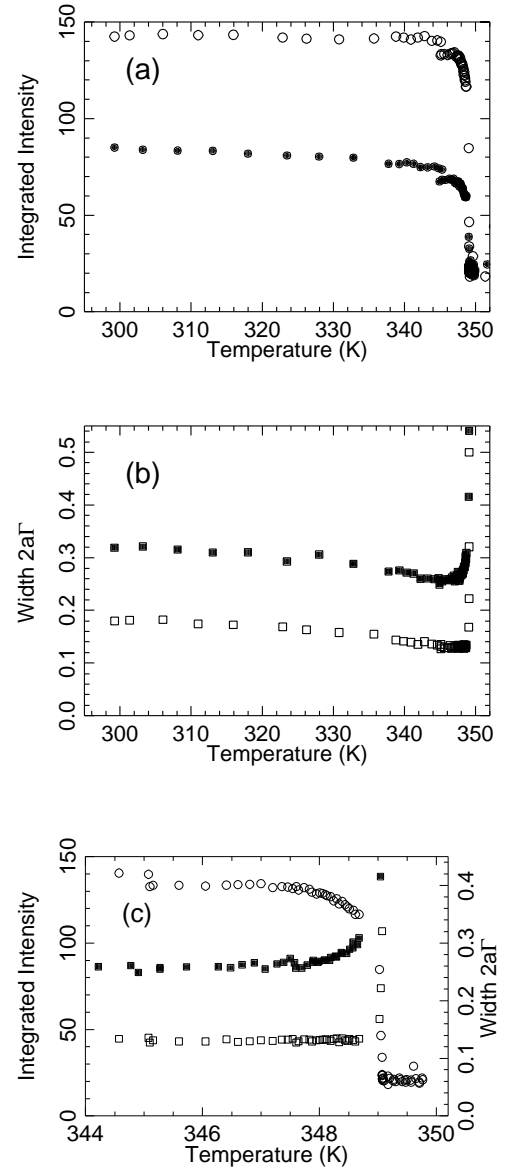 150
100
50
0
Integrated Intensity
(a)
300 310 320 330 340 350
Temperature (K)
0.5
0.4
0.3
0.2
0.1
0.0
Width 2aΓ
(b)
300 310 320 330 340 350
Temperature (K)
150
100
50
0
Integrated Intensity
(c)
0.4
0.3
0.2
0.1
0.0
Width 2aΓ
344 346 348 350
Temperature (K)